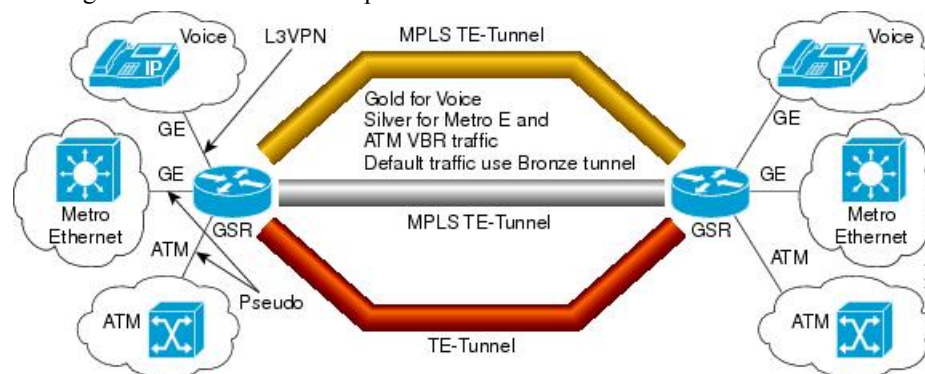 Voice
IP
L3VPN
MPLS TE-Tunnel
Voice
IP
GE
Gold for Voice
Silver for Metro E and
ATM VBR traffic
Default traffic use Bronze tunnel
GE
GE
Metro
Ethernet
GSR
MPLS TE-Tunnel
GSR
GE
Metro
Ethernet
ATM
ATM
Pseudo
ATM
ATM
TE-Tunnel